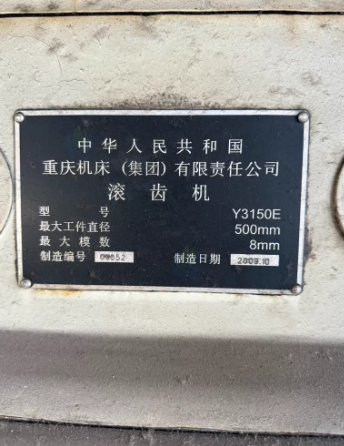 中华人民共和国
重庆机床(集团)有限责任公司
滚齿机
型号 Y3150E
最大工件直径 500mm
最大模数 8mm
制造编号 09052 制造日期 2009.10